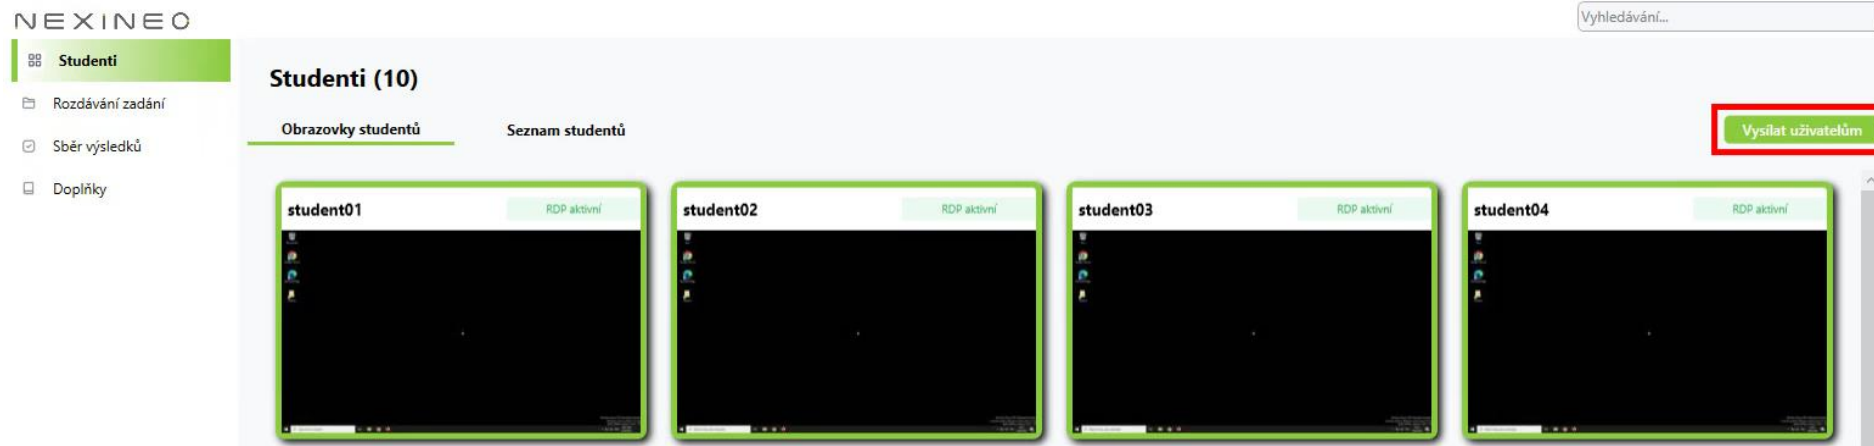 NEXINEO
Vyhledávání...
Studenti
Rozdávání zadání
Sběr výsledků
Doplňky
Studenti (10)
Obrazovky studentů
Seznam studentů
Vysílat uživatelům
student01
RDP aktivní
student02
RDP aktivní
student03
RDP aktivní
student04
RDP aktivní